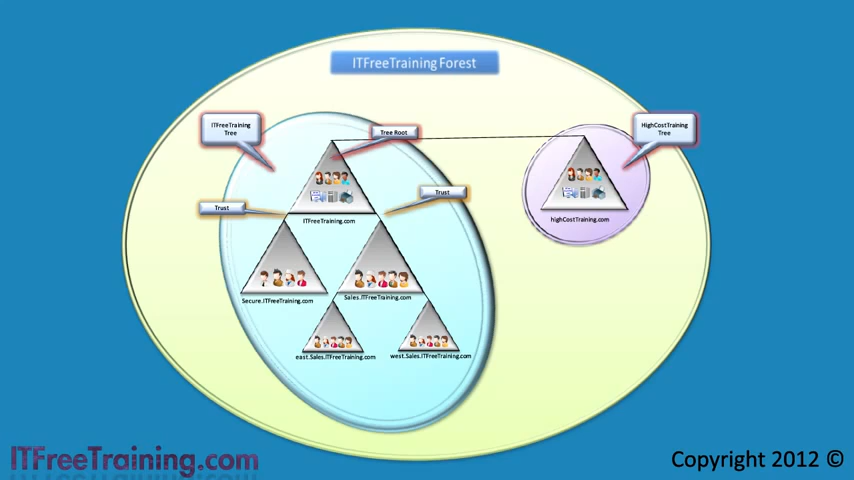 ITFreeTraining Forest
ITFreeTraining
Tree
Tree Root
HighCostTraining
Tree
Trust
Trust
ITFreeTraining.com
highCostTraining.com
Secure.ITFreeTraining.com
Sales.ITFreeTraining.com
east.Sales.ITFreeTraining.com
west.Sales.ITFreeTraining.com
ITFreeTraining.com
Copyright 2012 ©